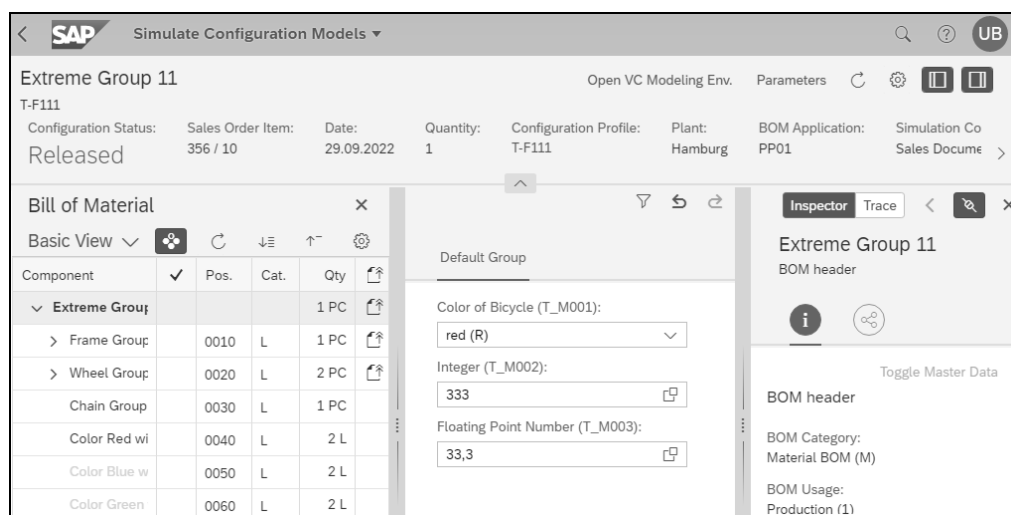 SAP Simulate Configuration Models UB
Extreme Group 11 Open VC Modeling Env. Parameters
T-F111
Configuration Status: Sales Order Item: Date: Quantity: Configuration Profile: Plant: BOM Application: Simulation Co
Released 356 / 10 29.09.2022 1 T-F111 Hamburg PP01 Sales Docume
Bill of Material
Basic View
Component Pos. Cat. Qty
Extreme Group 1 PC
Frame Group 0010 L 1 PC
Wheel Group 0020 L 2 PC
Chain Group 0030 L 1 PC
Color Red wi 0040 L 2 L
Color Blue w 0050 L 2 L
Color Green 0060 L 2 L
Default Group
Color of Bicycle (T_M001):
red (R)
Integer (T_M002):
333
Floating Point Number (T_M003):
33,3
Inspector Trace
Extreme Group 11
BOM header
Toggle Master Data
BOM header
BOM Category:
Material BOM (M)
BOM Usage:
Production (1)